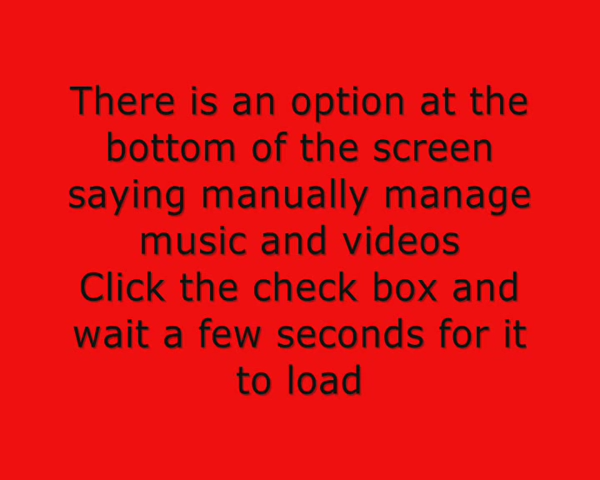 There is an option at the
bottom of the screen
saying manually manage
music and videos
Click the check box and
wait a few seconds for it
to load